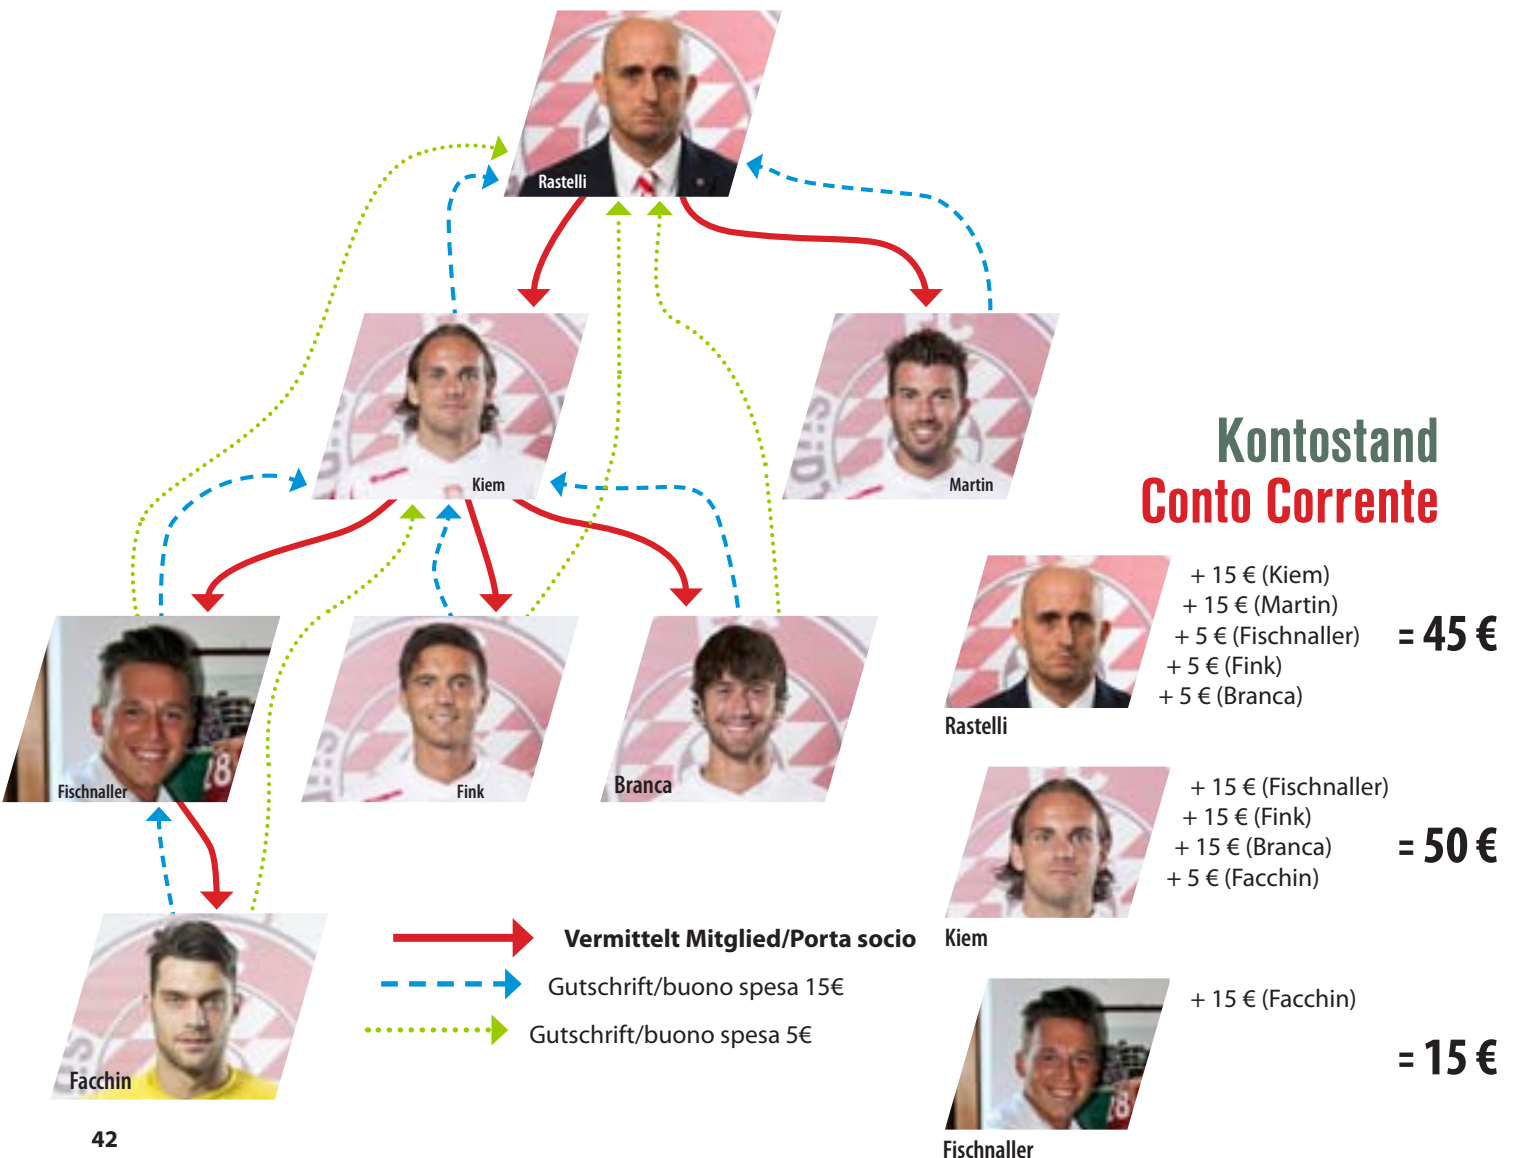 Rastelli
Kiem
Martin
Fischnaller
Fink
Branca
Facchin
Vermittelt Mitglied/Porta socio
Gutschrift/buono spesa 15€
Gutschrift/buono spesa 5€
42
Kontostand
Conto Corrente
+ 15 € (Kiem)
+ 15 € (Martin)
+ 5 € (Fischnaller)
+ 5 € (Fink)
+ 5 € (Branca)
= 45 €
Rastelli
+ 15 € (Fischnaller)
+ 15 € (Fink)
+ 15 € (Branca)
+ 5 € (Facchin)
= 50 €
Kiem
+ 15 € (Facchin)
= 15 €
Fischnaller